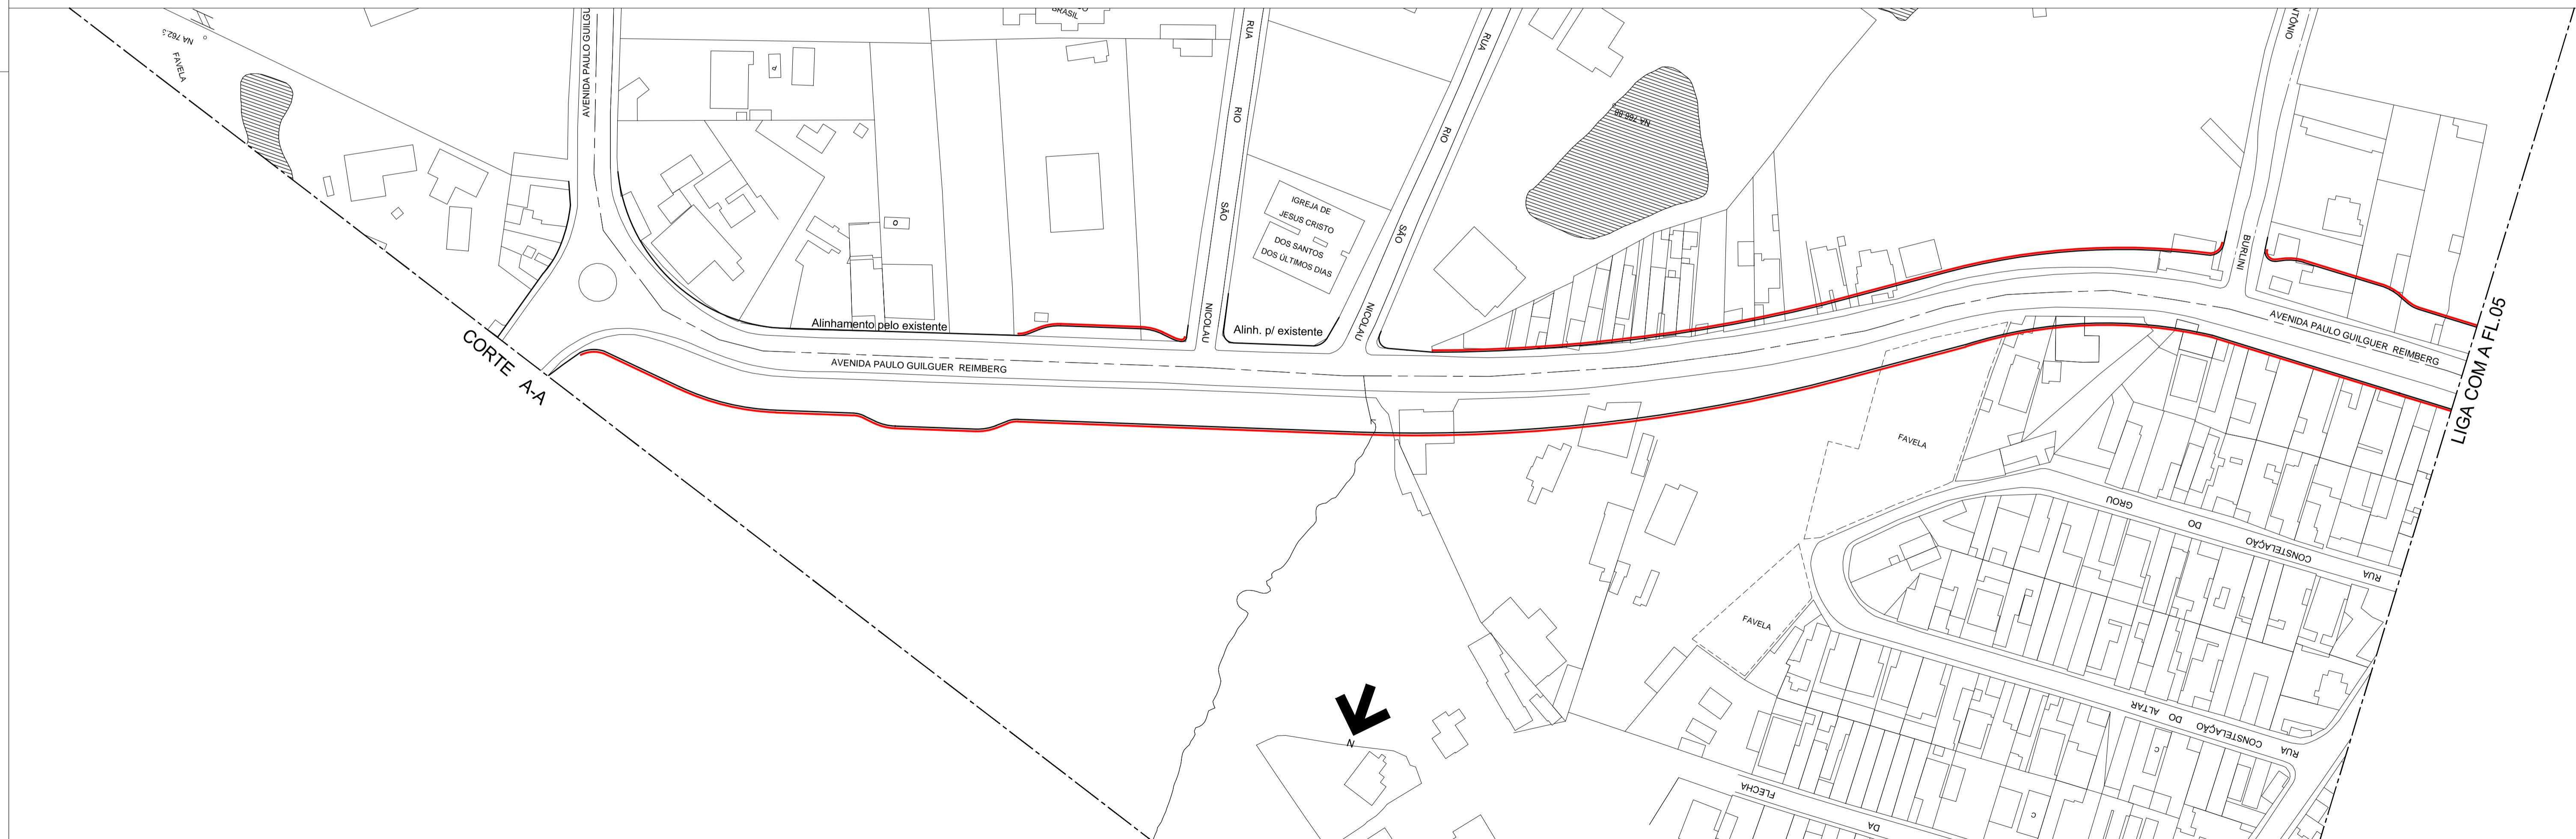 BRASIL
NA 762.3
FAVELA
AVENIDA PAULO GUILGU
RUA
RIO
SÃO
NICOLAU
RUA
RIO
SÃO
NICOLAU
IGREJA DE
JESUS CRISTO
DOS SANTOS
DOS ÚLTIMOS DIAS
NA 766.88
BURLINI
Alinhamento pelo existente
Alinh. p/ existente
AVENIDA PAULO GUILGUER REIMBERG
AVENIDA PAULO GUILGUER REIMBERG
CORTE A-A
LIGA COM A FL.05
FAVELA
FAVELA
RUA CONSTELAÇÃO DO GROU
RUA CONSTELAÇÃO DO ALTAR
N
C
C
FLECHA
DA